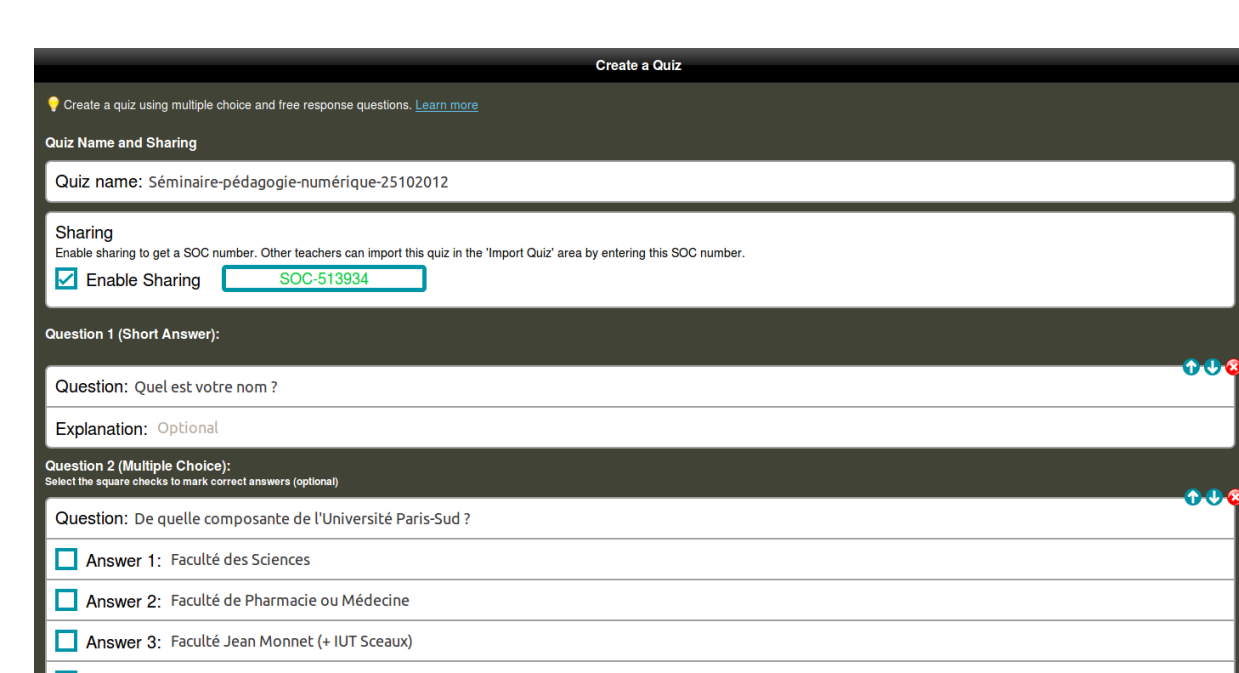 Create a Quiz
Create a quiz using multiple choice and free response questions. Learn more
Quiz Name and Sharing
Quiz name: Séminaire-pédagogie-numérique-25102012
Sharing
Enable sharing to get a SOC number. Other teachers can import this quiz in the 'Import Quiz' area by entering this SOC number.
Enable Sharing SOC-513934
Question 1 (Short Answer):
Question: Quel est votre nom ?
Explanation: Optional
Question 2 (Multiple Choice):
Select the square checks to mark correct answers (optional)
Question: De quelle composante de l'Université Paris-Sud ?
Answer 1: Faculté des Sciences
Answer 2: Faculté de Pharmacie ou Médecine
Answer 3: Faculté Jean Monnet (+ IUT Sceaux)